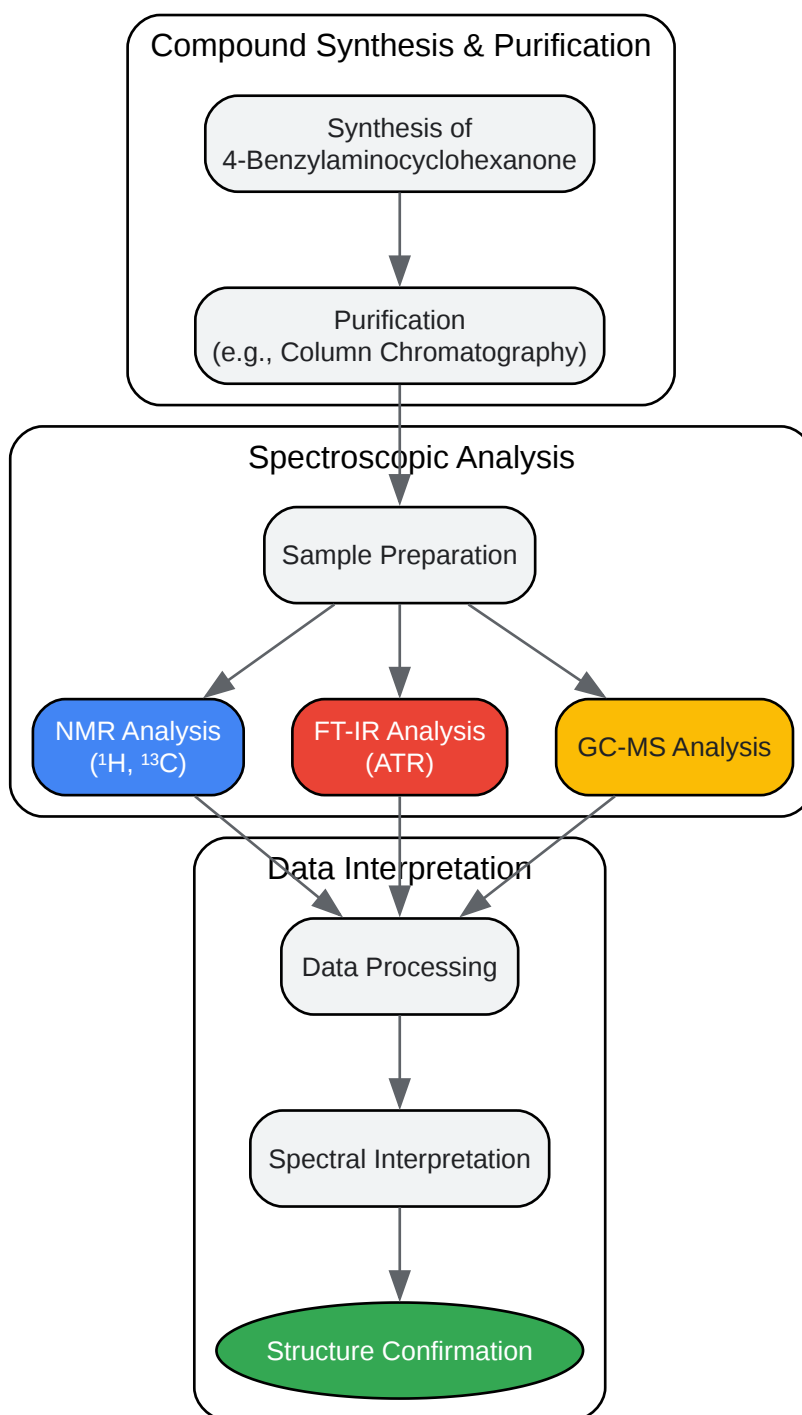 Compound Synthesis & Purification
Synthesis of
4-Benzylaminocyclohexanone
Purification
(e.g., Column Chromatography)
Spectroscopic Analysis
Sample Preparation
NMR Analysis
(¹H, ¹³C)
FT-IR Analysis
(ATR)
GC-MS Analysis
Data Interpretation
Data Processing
Spectral Interpretation
Structure Confirmation